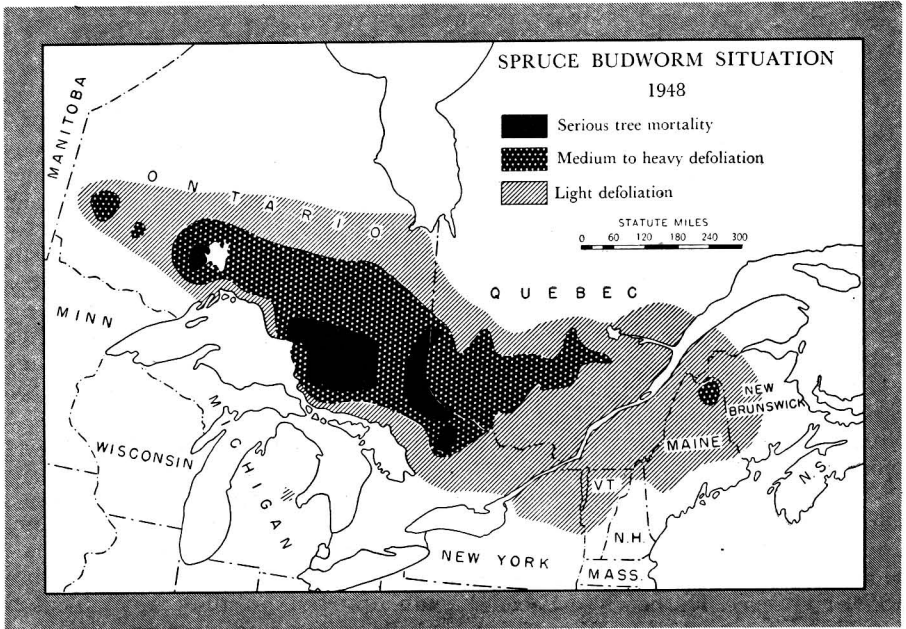 SPRUCE BUDWORM SITUATION
1948
Serious tree mortality
Medium to heavy defoliation
Light defoliation
STATUTE MILES
0 60 120 180 240 300
MANITOBA
ONTARIO
QUEBEC
MINN
WISCONSIN
MICHIGAN
NEW BRUNSWICK
MAINE
N.S.
VT.
N.H.
NEW YORK
MASS.